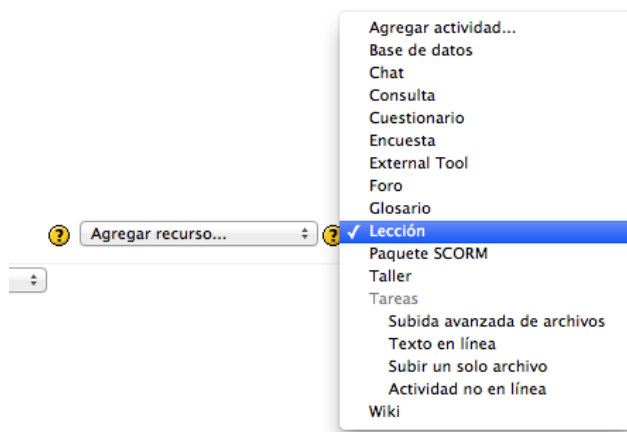 Agregar actividad...
Base de datos
Chat
Consulta
Cuestionario
Encuesta
External Tool
Foro
Glosario
? Agregar recurso... ? ✓ Lección
Paquete SCORM
Taller
Tareas
Subida avanzada de archivos
Texto en línea
Subir un solo archivo
Actividad no en línea
Wiki